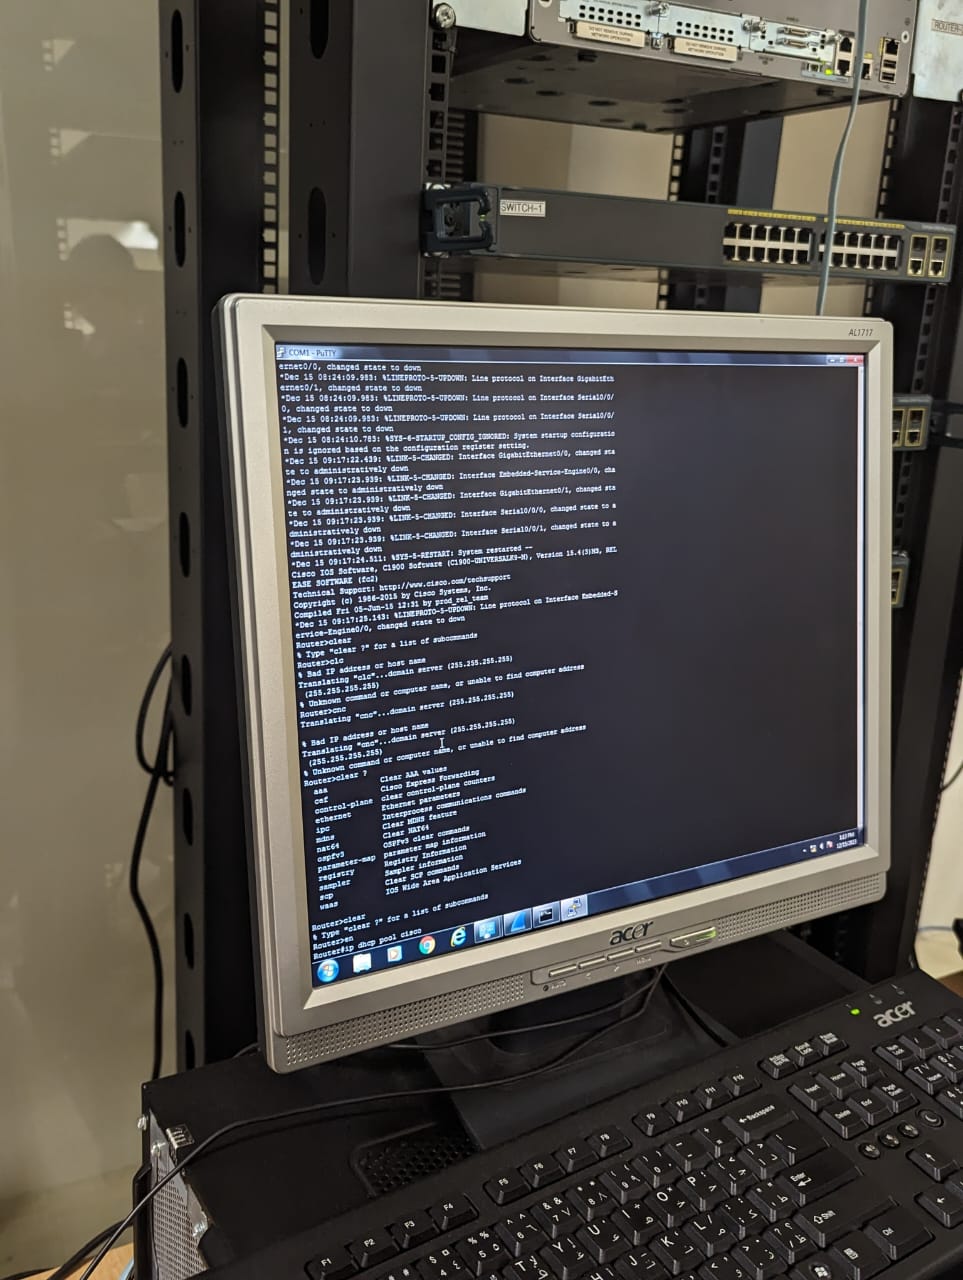 DO NOT REMOVE DURING
NETWORK OPERATION
DO NOT REMOVE DURING
NETWORK OPERATION
SWITCH-1
AL1717
COM1 - PuTTY
ernet0/0, changed state to down
*Dec 15 08:24:09.983: %LINEPROTO-5-UPDOWN: Line protocol on Interface GigabitEth
ernet0/1, changed state to down
*Dec 15 08:24:09.983: %LINEPROTO-5-UPDOWN: Line protocol on Interface Serial0/0/
0, changed state to down
*Dec 15 08:24:09.983: %LINEPROTO-5-UPDOWN: Line protocol on Interface Serial0/0/
1, changed state to down
*Dec 15 08:24:10.783: %SYS-6-STARTUP_CONFIG_IGNORED: System startup configuratio
n is ignored based on the configuration register setting.
*Dec 15 09:17:22.439: %LINK-5-CHANGED: Interface GigabitEthernet0/0, changed sta
te to administratively down
*Dec 15 09:17:23.939: %LINK-5-CHANGED: Interface Embedded-Service-Engine0/0, cha
nged state to administratively down
*Dec 15 09:17:23.939: %LINK-5-CHANGED: Interface GigabitEthernet0/1, changed sta
te to administratively down
*Dec 15 09:17:23.939: %LINK-5-CHANGED: Interface Serial0/0/0, changed state to a
dministratively down
*Dec 15 09:17:23.939: %LINK-5-CHANGED: Interface Serial0/0/1, changed state to a
dministratively down
*Dec 15 09:17:24.511: %SYS-5-RESTART: System restarted --
Cisco IOS Software, C1900 Software (C1900-UNIVERSALK9-M), Version 15.4(3)M3, REL
EASE SOFTWARE (fc2)
Technical Support: http://www.cisco.com/techsupport
Copyright (c) 1986-2015 by Cisco Systems, Inc.
Compiled Fri 05-Jun-15 12:31 by prod_rel_team
*Dec 15 09:17:25.143: %LINEPROTO-5-UPDOWN: Line protocol on Interface Embedded-S
ervice-Engine0/0, changed state to down
Router>clear
% Type "clear ?" for a list of subcommands
Router>clc
% Bad IP address or host name
Translating "clc"...domain server (255.255.255.255)
(255.255.255.255)
% Unknown command or computer name, or unable to find computer address
Router>cnc
Translating "cnc"...domain server (255.255.255.255)
% Bad IP address or host name
Translating "cnc"...domain server (255.255.255.255)
(255.255.255.255)
% Unknown command or computer name, or unable to find computer address
Router>clear ?
aaa Clear AAA values
cef Cisco Express Forwarding
control-plane clear control-plane counters
ethernet Ethernet parameters
ipc Interprocess communications commands
mdns Clear MDNS feature
nat64 Clear NAT64
ospfv3 OSPFv3 clear commands
parameter-map parameter map information
registry Registry Information
sampler Sampler information
scp Clear SCP commands
waas IOS Wide Area Application Services
Router>clear
% Type "clear ?" for a list of subcommands
Router>en
Router#ip dhcp pool cisco
acer
acer